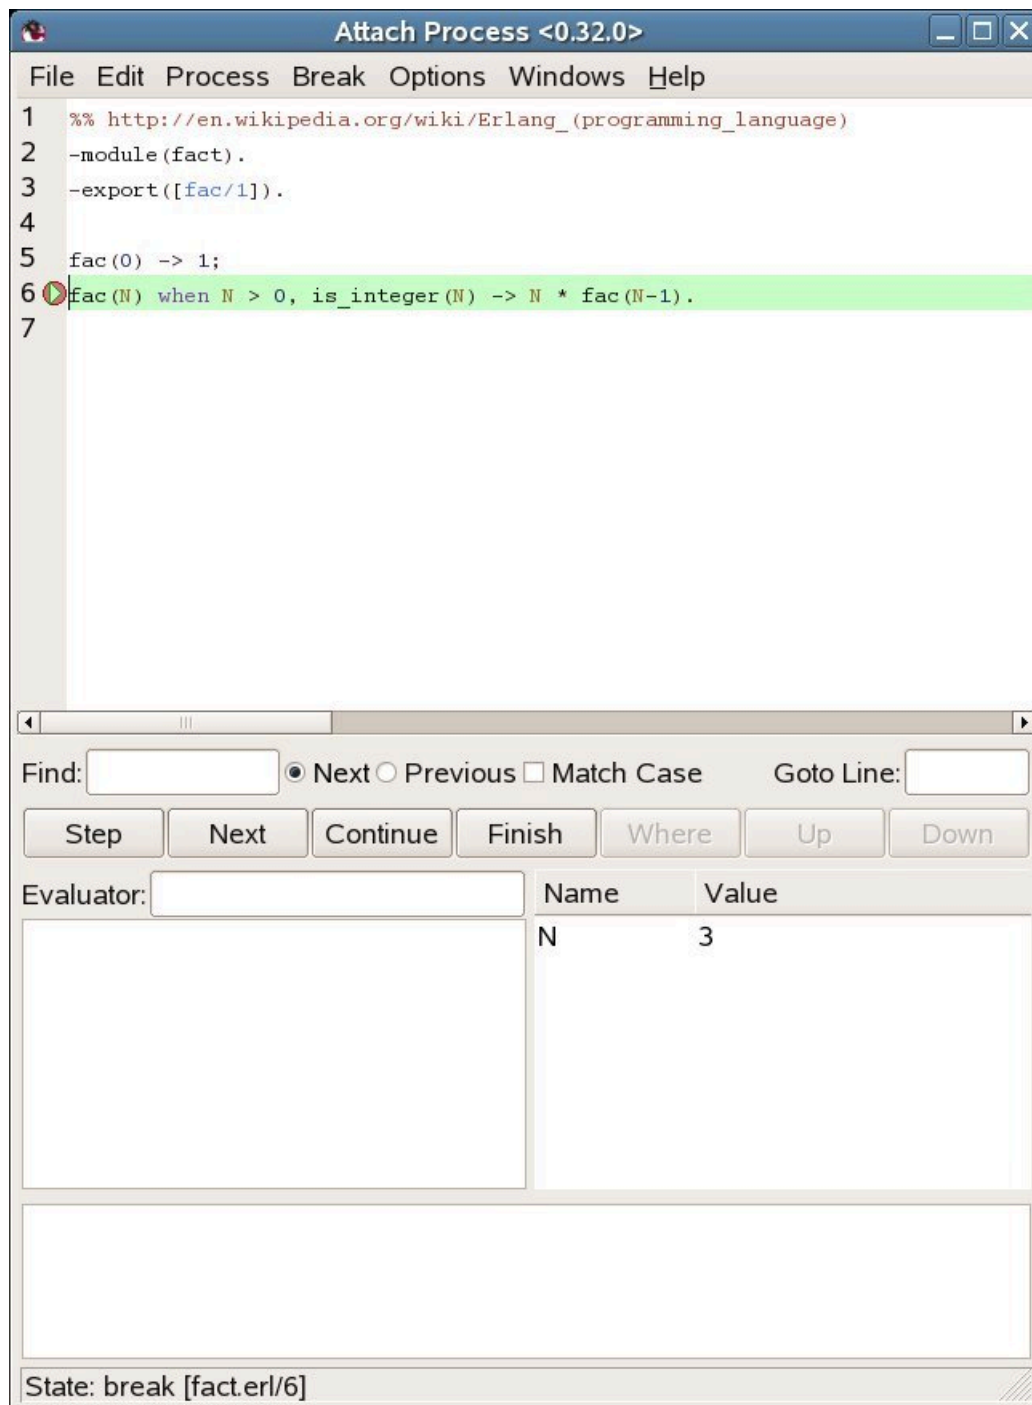 Attach Process <0.32.0>
File Edit Process Break Options Windows Help
1 %% http://en.wikipedia.org/wiki/Erlang_(programming_language)
2 -module(fact).
3 -export([fac/1]).
4
5 fac(0) -> 1;
6 fac(N) when N > 0, is_integer(N) -> N * fac(N-1).
7
Find: Next Previous Match Case Goto Line:
Step Next Continue Finish Where Up Down
Evaluator: Name Value
N 3
State: break [fact.erl/6]